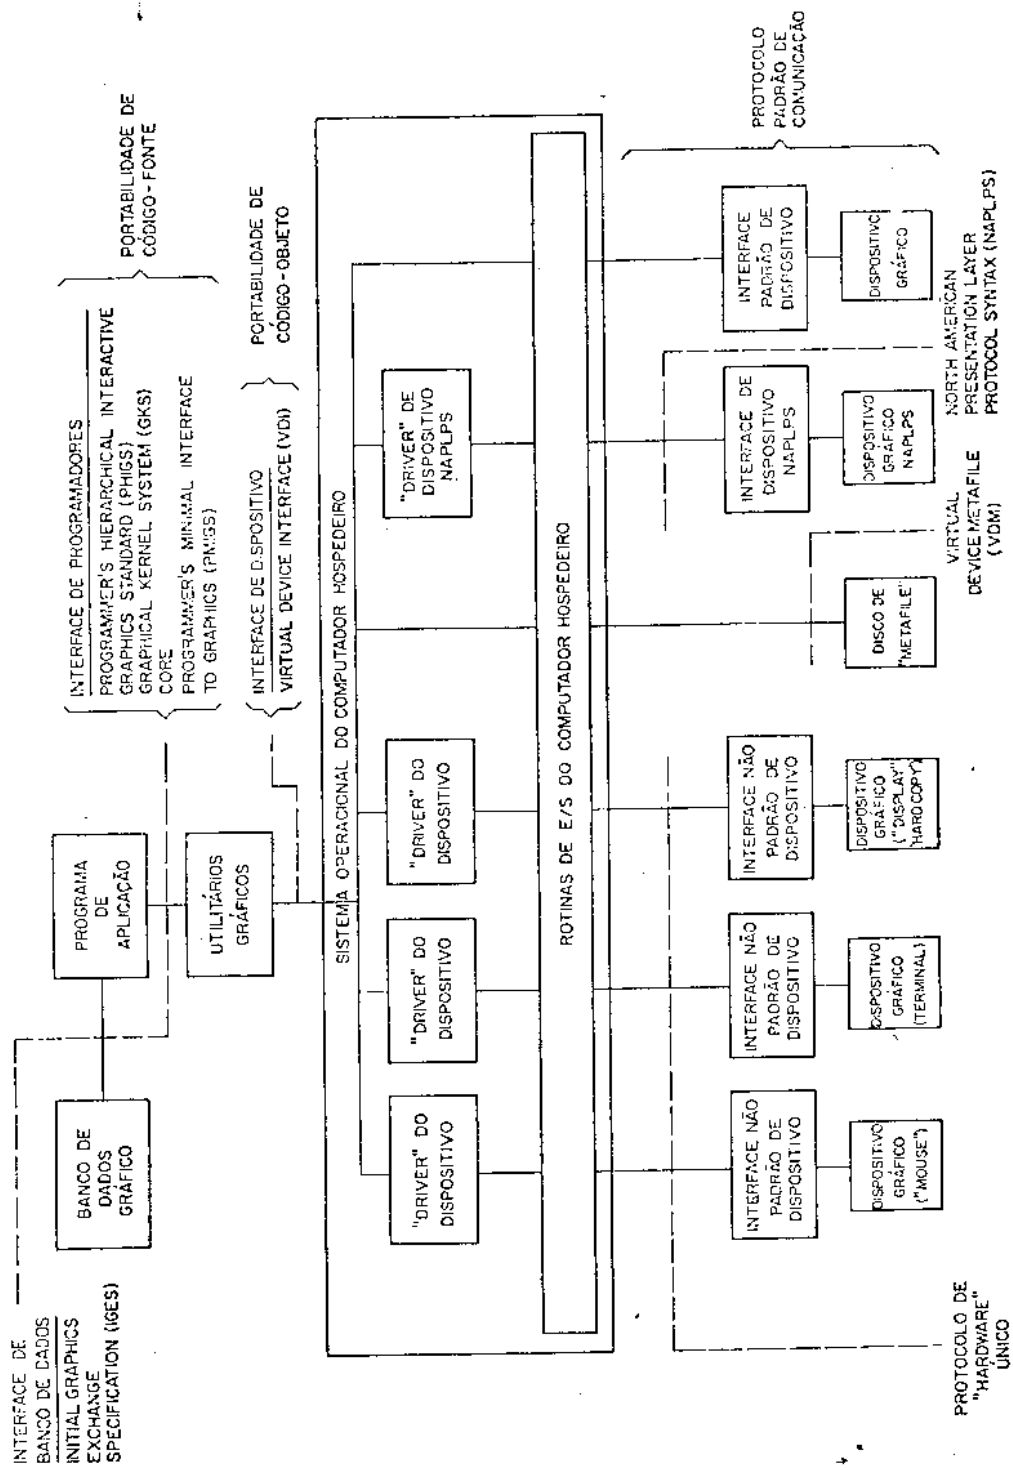 INTERFACE DE
BANCO DE DADOS
INITIAL GRAPHICS
EXCHANGE
SPECIFICATION (IGES)
BANCO DE
DADOS
GRÁFICO
PROGRAMA
DE
APLICAÇÃO
UTILITÁRIOS
GRÁFICOS
INTERFACE DE PROGRAMADORES
PROGRAMMER'S HIERARCHICAL INTERACTIVE
GRAPHICS STANDARD (PHIGS)
GRAPHICAL KERNEL SYSTEM (GKS)
CORE
PROGRAMMER'S MINIMAL INTERFACE
TO GRAPHICS (PMIGS)
PORTABILIDADE DE
CÓDIGO-FONTE
INTERFACE DE DISPOSITIVO
VIRTUAL DEVICE INTERFACE (VDI)
PORTABILIDADE DE
CÓDIGO-OBJETO
SISTEMA OPERACIONAL DO COMPUTADOR HOSPEDEIRO
"DRIVER" DO
DISPOSITIVO
"DRIVER" DO
DISPOSITIVO
"DRIVER" DO
DISPOSITIVO
"DRIVER" DE
DISPOSITIVO
NAPLPS
ROTINAS DE E/S DO COMPUTADOR HOSPEDEIRO
INTERFACE NÃO
PADRÃO DE
DISPOSITIVO
INTERFACE NÃO
PADRÃO DE
DISPOSITIVO
INTERFACE NÃO
PADRÃO DE
DISPOSITIVO
INTERFACE DE
DISPOSITIVO
NAPLPS
INTERFACE
PADRÃO DE
DISPOSITIVO
PROTOCOLO
PADRÃO DE
COMUNICAÇÃO
DISPOSITIVO
GRÁFICO
("MOUSE")
DISPOSITIVO
GRÁFICO
(TERMINAL)
DISPOSITIVO
GRÁFICO
("DISPLAY"
HARD COPY)
DISCO DE
"METAFILE"
DISPOSITIVO
GRÁFICO
NAPLPS
DISPOSITIVO
GRÁFICO
PROTOCOLO DE
"HARDWARE"
ÚNICO
VIRTUAL
DEVICE METAFILE
(VDM)
NORTH AMERICAN
PRESENTATION LAYER
PROTOCOL SYNTAX (NAPLPS)